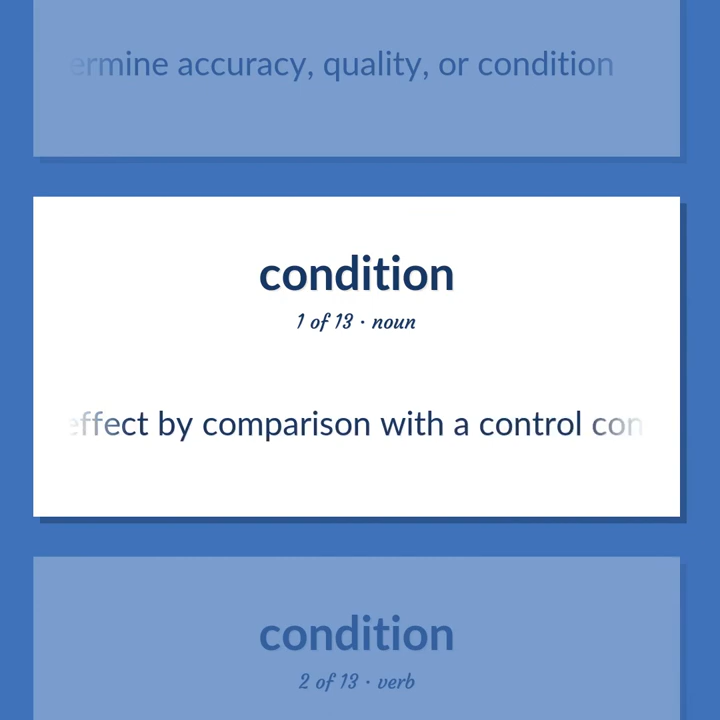 ermine accuracy, quality, or condition
condition
1 of 13 · noun
effect by comparison with a control con
condition
2 of 13 · verb